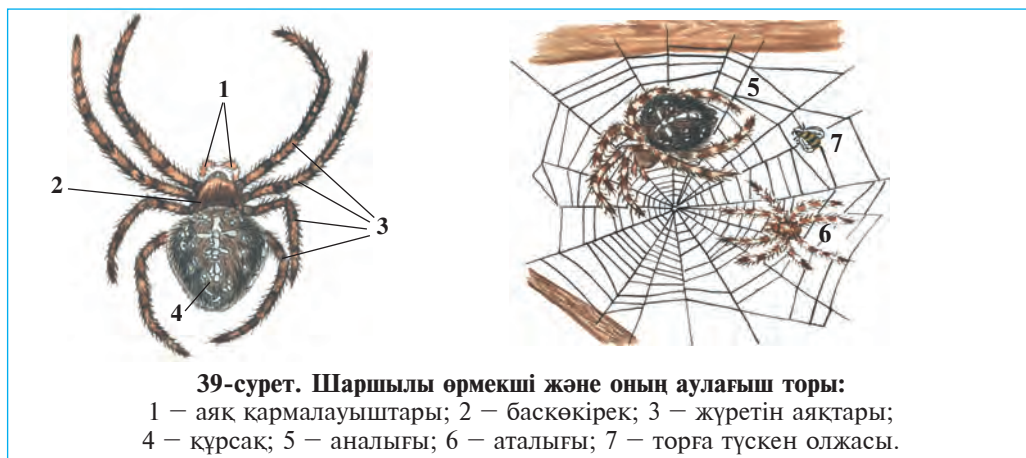 1
2
3
4
5
7
6
39-сурет. Шаршылы өрмекші және оның аулағыш торы:
1 — аяқ қармалауыштары; 2 — баскөкірек; 3 — жүретін аяқтары;
4 — құрсақ; 5 — аналығы; 6 — аталығы; 7 — торға түскен олжасы.